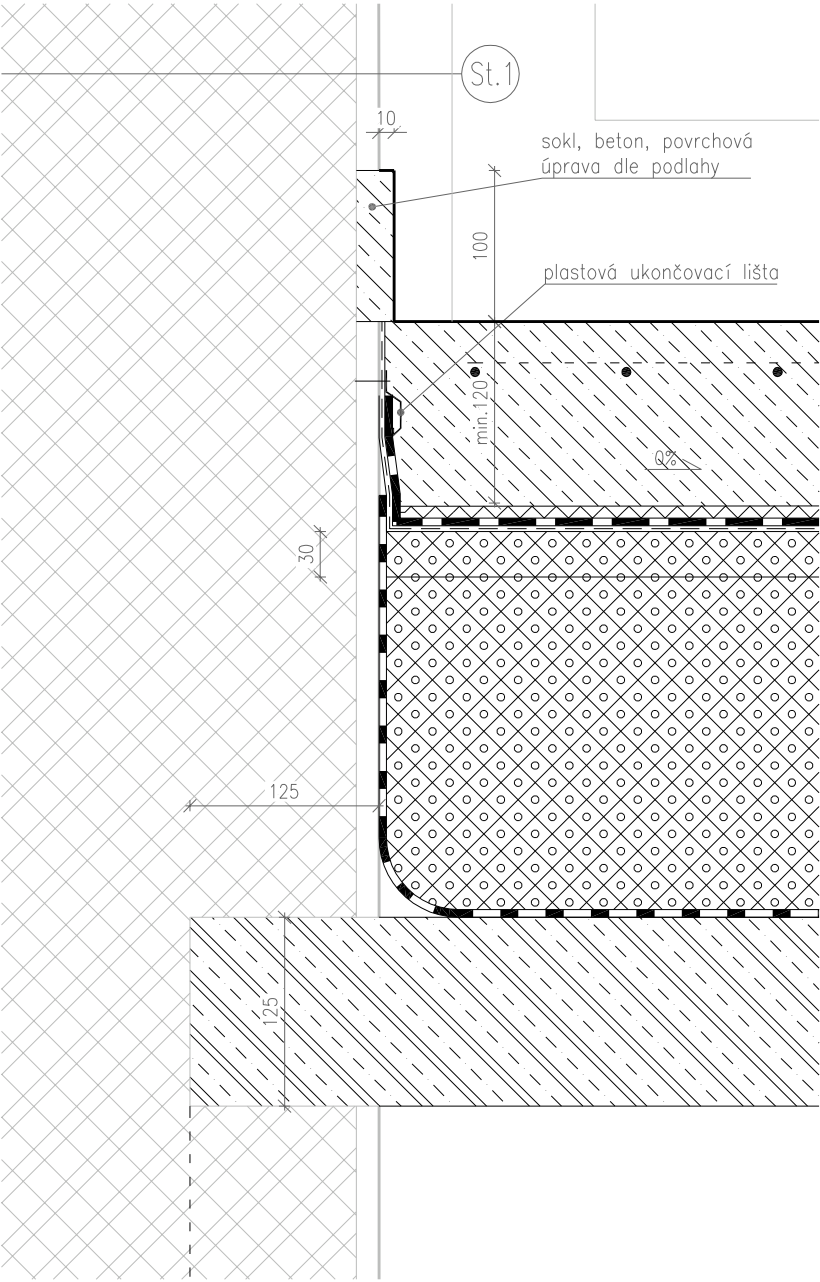 St.1
10
sokl, beton, povrchová
úprava dle podlahy
100
plastová ukončovací lišta
min.120
0%
30
125
125